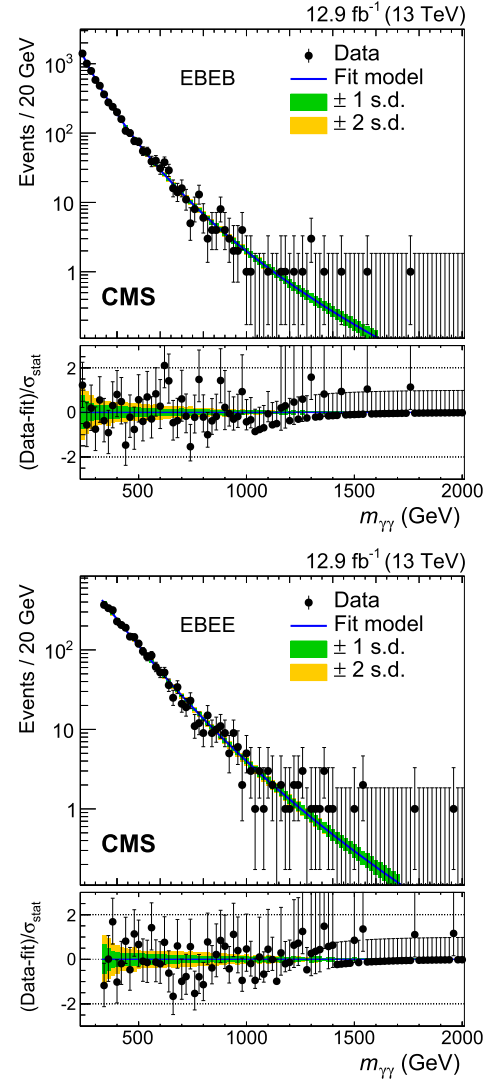 12.9 fb⁻¹ (13 TeV)
Events / 20 GeV
EBEB
Data
Fit model
± 1 s.d.
± 2 s.d.
10³
10²
10
1
CMS
(Data-fit)/σstat
2
0
-2
500 1000 1500 2000
mγγ (GeV)
12.9 fb⁻¹ (13 TeV)
Events / 20 GeV
EBEE
Data
Fit model
± 1 s.d.
± 2 s.d.
10²
10
1
CMS
(Data-fit)/σstat
2
0
-2
500 1000 1500 2000
mγγ (GeV)